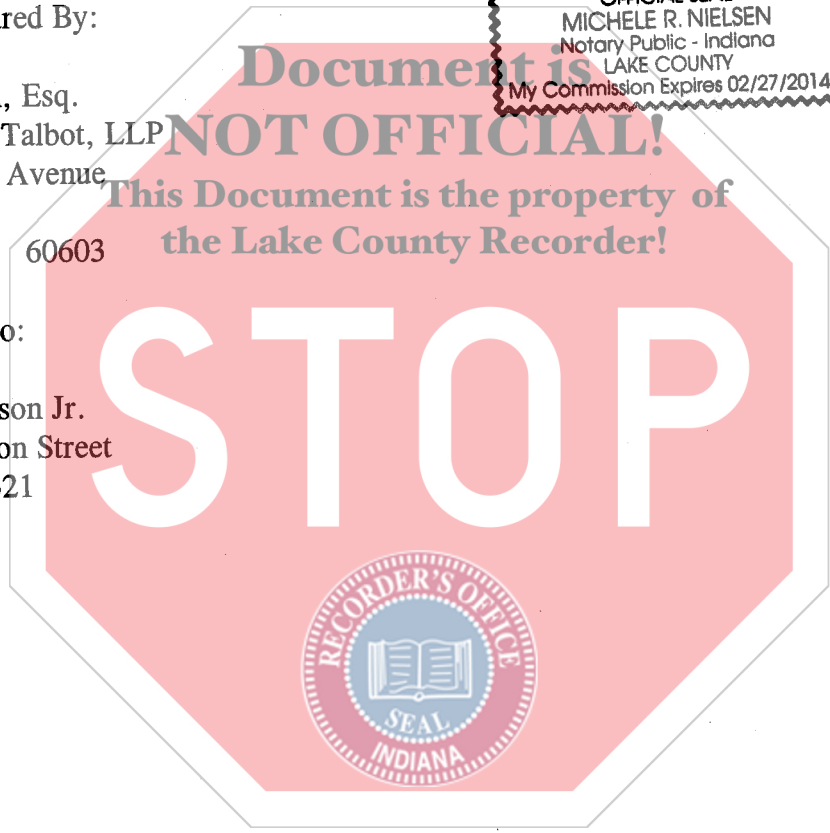 red By:
OFFICIAL SEAL
MICHELE R. NIELSEN
Notary Public - Indiana
LAKE COUNTY
My Commission Expires 02/27/2014
Document is
, Esq.
Talbot, LLP
NOT OFFICIAL!
Avenue
This Document is the property of
the Lake County Recorder!
60603
STOP
o:
son Jr.
on Street
21
RECORDER'S OFFICE
SEAL
INDIANA